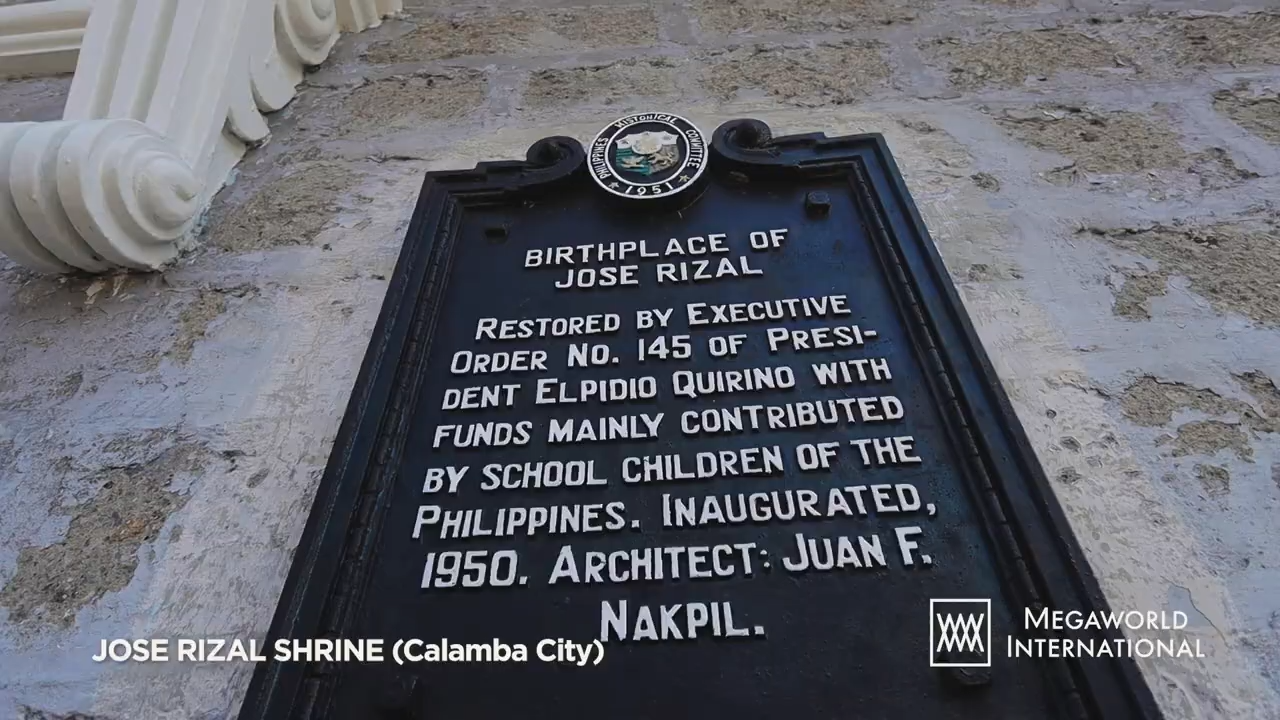 PHILIPPINES HISTORICAL COMMITTEE
1951
BIRTHPLACE OF
JOSE RIZAL
RESTORED BY EXECUTIVE
ORDER NO. 145 OF PRESI-
DENT ELPIDIO QUIRINO WITH
FUNDS MAINLY CONTRIBUTED
BY SCHOOL CHILDREN OF THE
PHILIPPINES. INAUGURATED,
1950. ARCHITECT: JUAN F.
NAKPIL.
JOSE RIZAL SHRINE (Calamba City)
MEGAWORLD
INTERNATIONAL